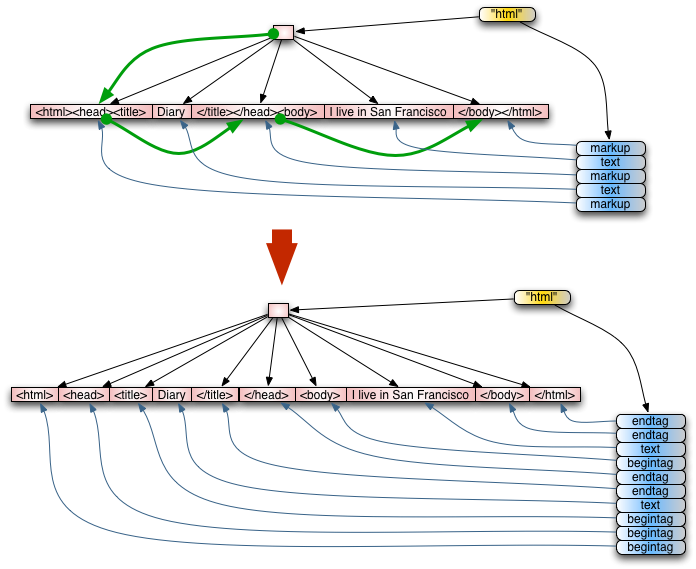 "html"
<html><head><title> Diary </title></head><body> I live in San Francisco </body></html>
markup
text
markup
text
markup
"html"
<html> <head> <title> Diary </title> </head> <body> I live in San Francisco </body> </html>
endtag
endtag
text
begintag
endtag
endtag
text
begintag
begintag
begintag